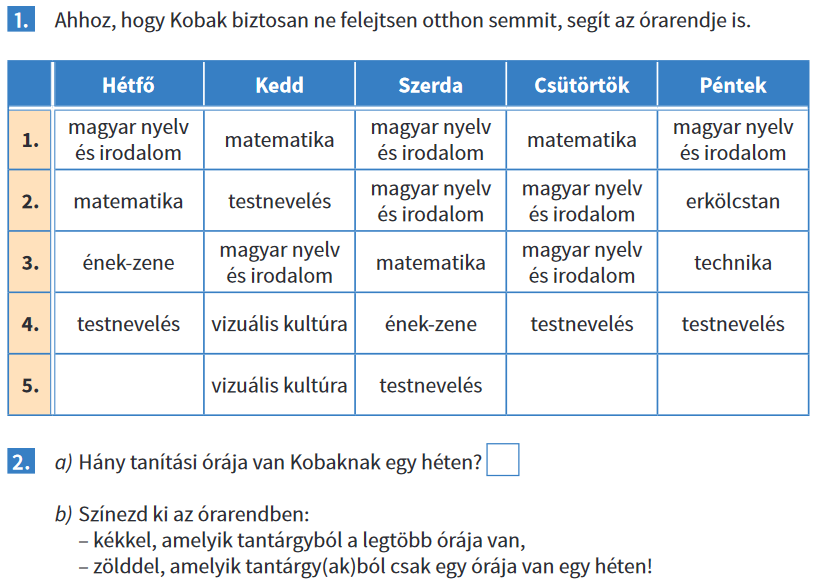 1. Ahhoz, hogy Kobak biztosan ne felejtsen otthon semmit, segít az órarendje is.
Hétfő Kedd Szerda Csütörtök Péntek
1. magyar nyelv és irodalom matematika magyar nyelv és irodalom matematika magyar nyelv és irodalom
2. matematika testnevelés magyar nyelv és irodalom magyar nyelv és irodalom erkölcstan
3. ének-zene magyar nyelv és irodalom matematika magyar nyelv és irodalom technika
4. testnevelés vizuális kultúra ének-zene testnevelés testnevelés
5. vizuális kultúra testnevelés
2. a) Hány tanítási órája van Kobaknak egy héten?
b) Színezd ki az órarendben:
– kékkel, amelyik tantárgyból a legtöbb órája van,
– zölddel, amelyik tantárgy(ak)ból csak egy órája van egy héten!